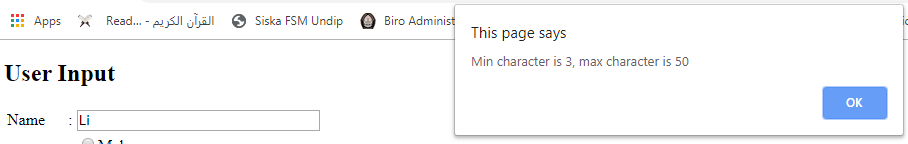 Apps Read... - القرآن الكريم Siska FSM Undip Biro Administ
This page says
Min character is 3, max character is 50
OK
User Input
Name : Li